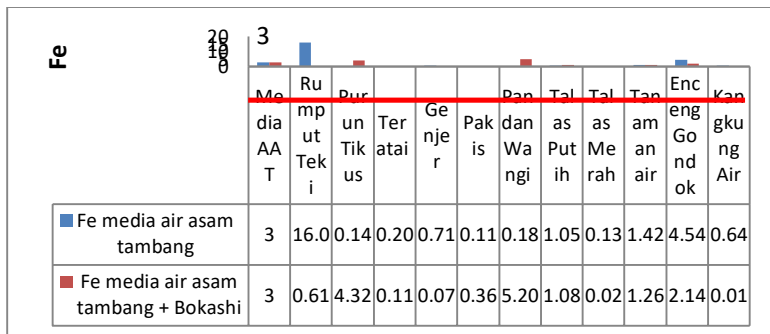 Fe
20
15
10
5
0
3
Me
dia
AA
T
Ru
mp
ut
Tek
i
Pur
un
Tik
us
Ter
atai
Ge
nje
r
Pak
is
Pan
dan
Wa
ngi
Tal
as
Put
ih
Tal
as
Me
rah
Tan
am
an
air
Enc
eng
Go
nd
ok
Kan
gku
ng
Air
Fe media air asam
tambang
3 16.0 0.14 0.20 0.71 0.11 0.18 1.05 0.13 1.42 4.54 0.64
Fe media air asam
tambang + Bokashi
3 0.61 4.32 0.11 0.07 0.36 5.20 1.08 0.02 1.26 2.14 0.01